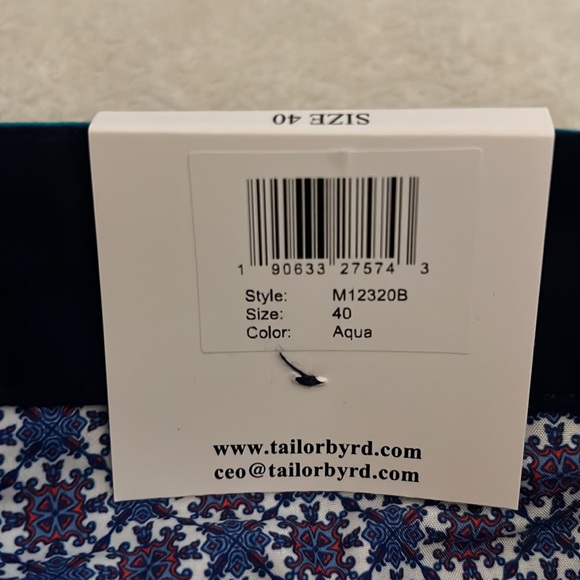 SIZE 40
1 90633 27574 3
Style: M12320B
Size: 40
Color: Aqua
www.tailorbyrd.com
ceo@tailorbyrd.com